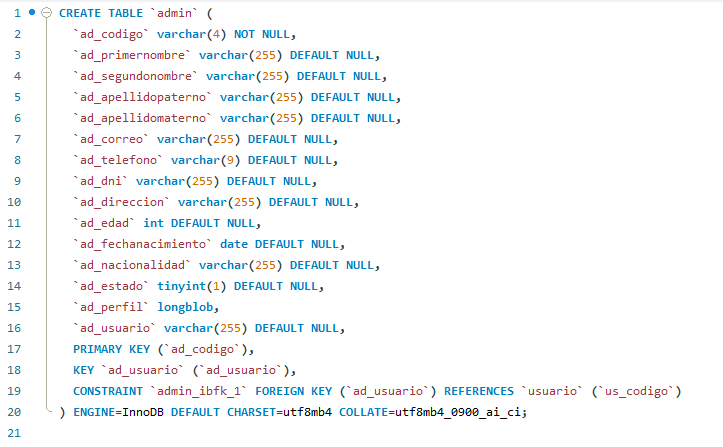 1 CREATE TABLE `admin` (
2 `ad_codigo` varchar(4) NOT NULL,
3 `ad_primernombre` varchar(255) DEFAULT NULL,
4 `ad_segundonombre` varchar(255) DEFAULT NULL,
5 `ad_apellidopaterno` varchar(255) DEFAULT NULL,
6 `ad_apellidomaterno` varchar(255) DEFAULT NULL,
7 `ad_correo` varchar(255) DEFAULT NULL,
8 `ad_telefono` varchar(9) DEFAULT NULL,
9 `ad_dni` varchar(255) DEFAULT NULL,
10 `ad_direccion` varchar(255) DEFAULT NULL,
11 `ad_edad` int DEFAULT NULL,
12 `ad_fechanacimiento` date DEFAULT NULL,
13 `ad_nacionalidad` varchar(255) DEFAULT NULL,
14 `ad_estado` tinyint(1) DEFAULT NULL,
15 `ad_perfil` longblob,
16 `ad_usuario` varchar(255) DEFAULT NULL,
17 PRIMARY KEY (`ad_codigo`),
18 KEY `ad_usuario` (`ad_usuario`),
19 CONSTRAINT `admin_ibfk_1` FOREIGN KEY (`ad_usuario`) REFERENCES `usuario` (`us_codigo`)
20 ) ENGINE=InnoDB DEFAULT CHARSET=utf8mb4 COLLATE=utf8mb4_0900_ai_ci;
21